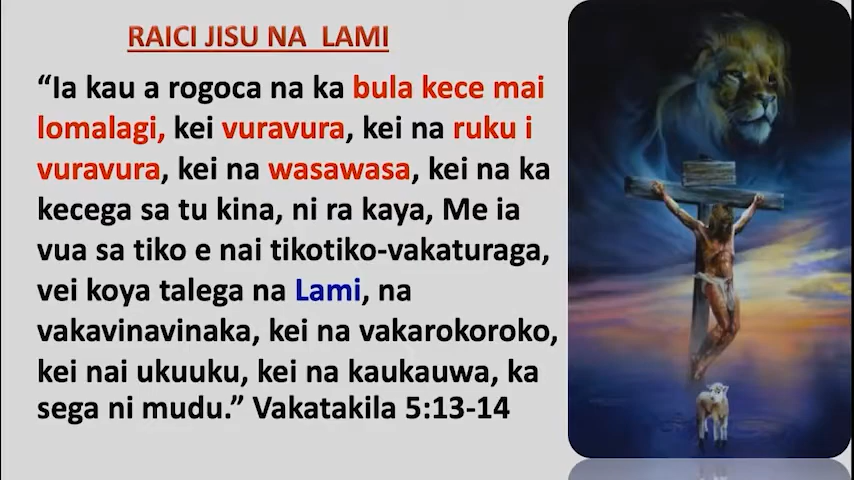 RAICI JISU NA LAMI
“Ia kau a rogoca na ka bula kece mai
lomalagi, kei vuravura, kei na ruku i
vuravura, kei na wasawasa, kei na ka
kecega sa tu kina, ni ra kaya, Me ia
vua sa tiko e nai tikotiko-vakaturaga,
vei koya talega na Lami, na
vakavinavinaka, kei na vakarokoroko,
kei nai ukuuku, kei na kaukauwa, ka
sega ni mudu.” Vakatakila 5:13-14